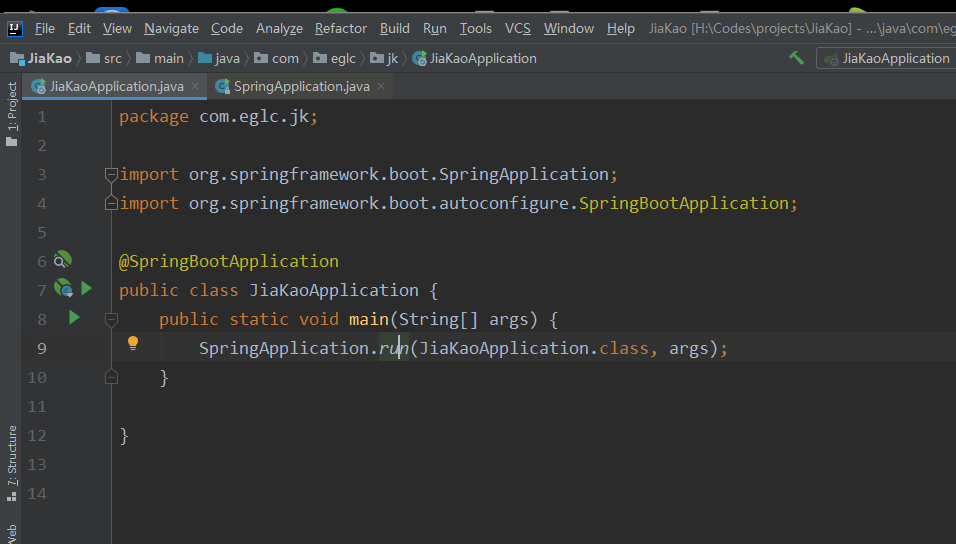 File Edit View Navigate Code Analyze Refactor Build Run Tools VCS Window Help JiaKao [H:\Codes\projects\JiaKao] - ...\java\com\eg
JiaKao src main java com eglc jk JiaKaoApplication JiaKaoApplication
JiaKaoApplication.java SpringApplication.java
1: Project
1 package com.eglc.jk;
2
3 import org.springframework.boot.SpringApplication;
4 import org.springframework.boot.autoconfigure.SpringBootApplication;
5
6 @SpringBootApplication
7 public class JiaKaoApplication {
8 public static void main(String[] args) {
9 SpringApplication.run(JiaKaoApplication.class, args);
10 }
11
12 }
13
14
7: Structure
Web